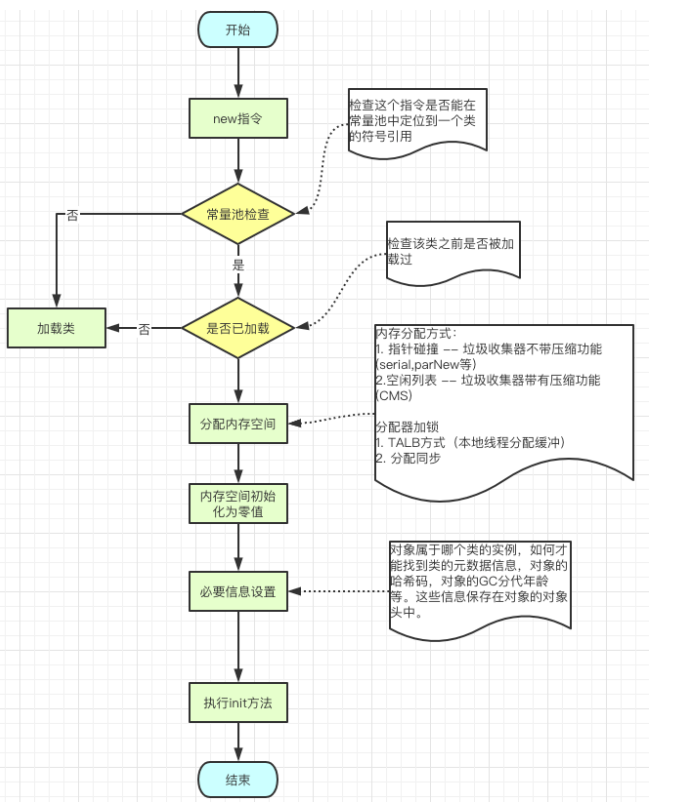 开始
new指令
检查这个指令是否能在
常量池中定位到一个类
的符号引用
常量池检查
否
是
检查该类之前是否被加
载过
加载类
否
是否已加载
内存分配方式：
1. 指针碰撞 -- 垃圾收集器不带压缩功能
(serial,parNew等)
2.空闲列表 -- 垃圾收集器带有压缩功能
(CMS)
分配器加锁
1. TALB方式（本地线程分配缓冲）
2. 分配同步
分配内存空间
内存空间初始
化为零值
对象属于哪个类的实例，如何才
能找到类的元数据信息，对象的
哈希码，对象的GC分代年龄
等。这些信息保存在对象的对象
头中。
必要信息设置
执行init方法
结束